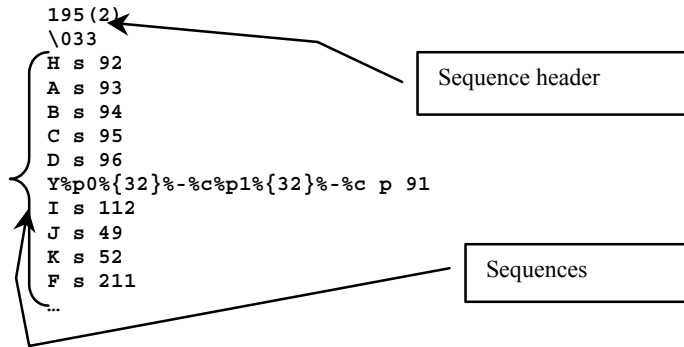 195(2)
\033
H s 92
A s 93
B s 94
C s 95
D s 96
Y%p0%{32}%-%c%p1%{32}%-%c p 91
I s 112
J s 49
K s 52
F s 211
…
Sequence header
Sequences